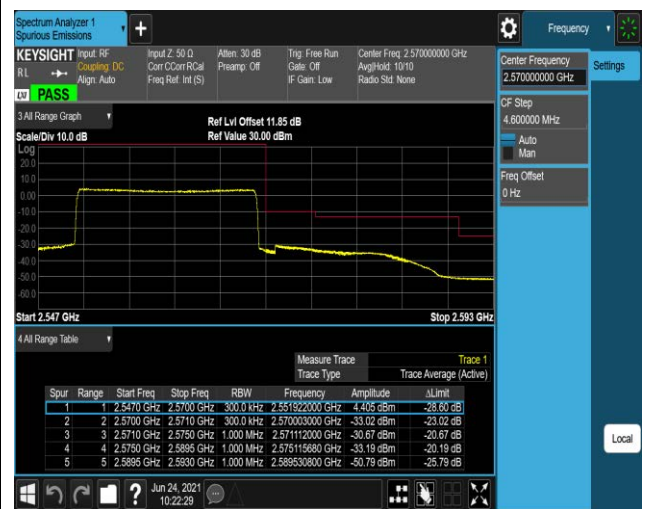 Spectrum Analyzer 1
Spurious Emissions
Frequency
KEYSIGHT Input: RF Input Z: 50 Ω Atten: 30 dB Trig: Free Run Center Freq: 2.570000000 GHz
RL Coupling: DC Corr CCorr RCal Preamp: Off Gate: Off Avg|Hold: 10/10
Align: Auto Freq Ref: Int (S) IF Gain: Low Radio Std: None
LXI PASS
Center Frequency
2.570000000 GHz
Settings
CF Step
4.600000 MHz
Auto
Man
Freq Offset
0 Hz
3 All Range Graph
Ref Lvl Offset 11.85 dB
Scale/Div 10.0 dB Ref Value 30.00 dBm
Log
20.0
10.0
0.00
-10.0
-20.0
-30.0
-40.0
-50.0
-60.0
Start 2.547 GHz Stop 2.593 GHz
4 All Range Table
Measure Trace Trace 1
Trace Type Trace Average (Active)
Spur Range Start Freq Stop Freq RBW Frequency Amplitude ΔLimit
1 1 2.5470 GHz 2.5700 GHz 300.0 kHz 2.551922000 GHz 4.405 dBm -28.60 dB
2 2 2.5700 GHz 2.5710 GHz 300.0 kHz 2.570003000 GHz -33.02 dBm -23.02 dB
3 3 2.5710 GHz 2.5750 GHz 1.000 MHz 2.571112000 GHz -30.67 dBm -20.67 dB
4 4 2.5750 GHz 2.5895 GHz 1.000 MHz 2.575115680 GHz -33.19 dBm -20.19 dB
5 5 2.5895 GHz 2.5930 GHz 1.000 MHz 2.589530800 GHz -50.79 dBm -25.79 dB
Local
? Jun 24, 2021
10:22:29